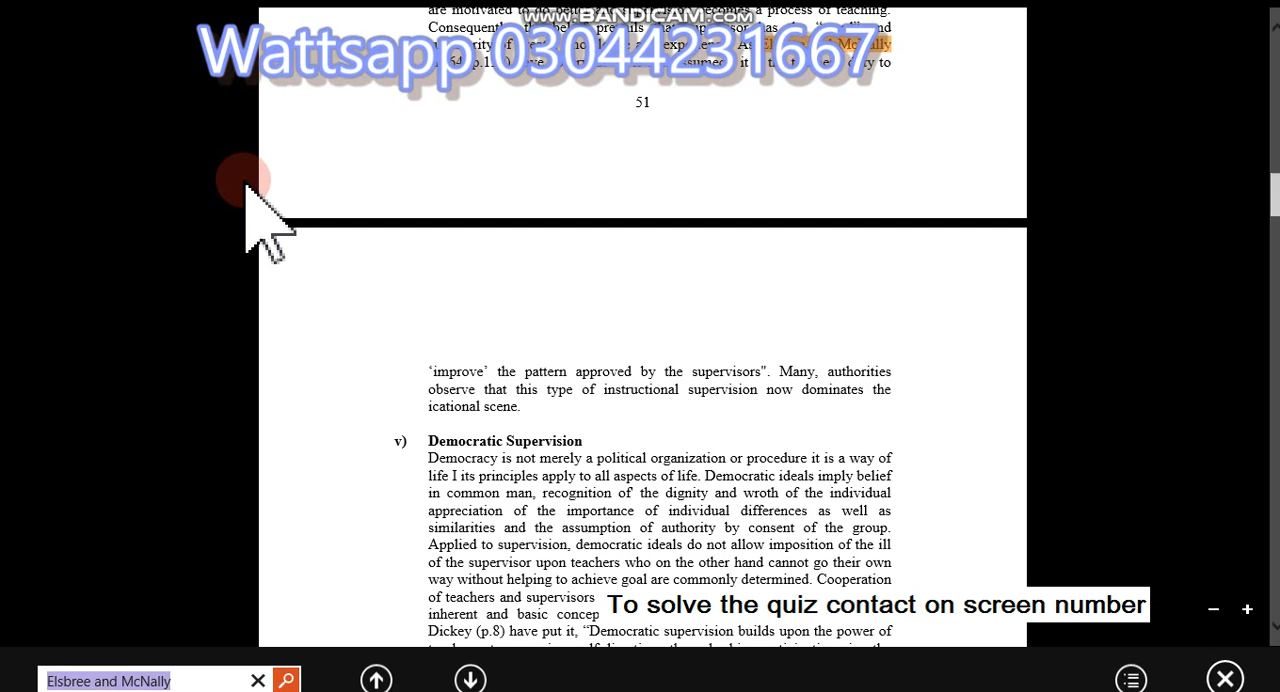 are motivated to do
becomes a process of teaching.
www.BANDICAM.com
Wattsapp 03044231667
51
‘improve’ the pattern approved by the supervisors". Many, authorities
observe that this type of instructional supervision now dominates the
icational scene.
v) Democratic Supervision
Democracy is not merely a political organization or procedure it is a way of
life I its principles apply to all aspects of life. Democratic ideals imply belief
in common man, recognition of the dignity and wroth of the individual
appreciation of the importance of individual differences as well as
similarities and the assumption of authority by consent of the group.
Applied to supervision, democratic ideals do not allow imposition of the ill
of the supervisor upon teachers who on the other hand cannot go their own
way without helping to achieve goal are commonly determined. Cooperation
of teachers and supervisors
To solve the quiz contact on screen number
inherent and basic concep
Dickey (p.8) have put it, “Democratic supervision builds upon the power of
Elsbree and McNally